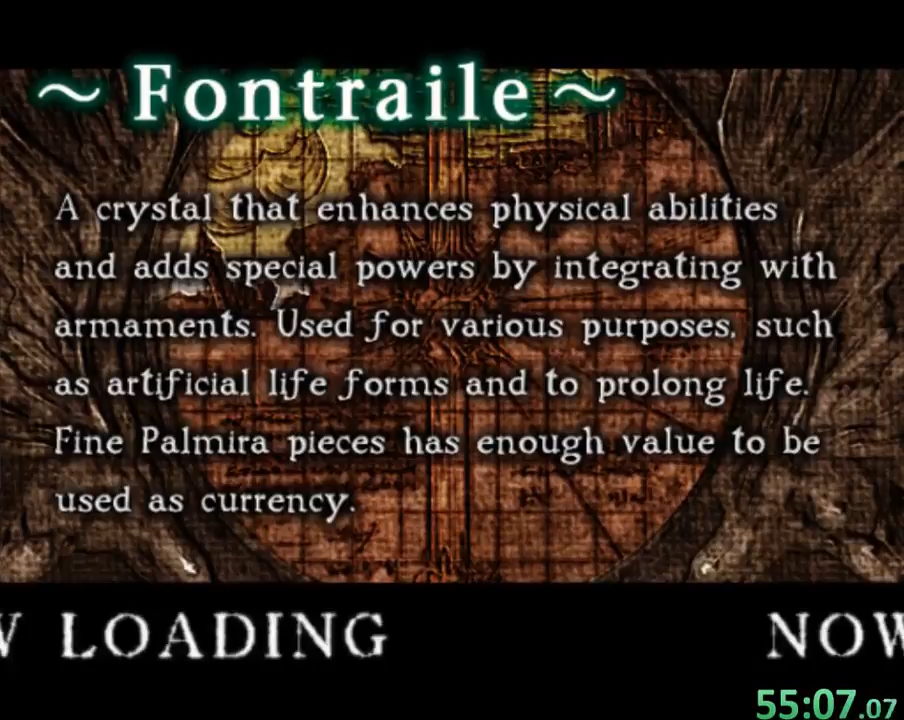 ~ Fontraile ~
A crystal that enhances physical abilities
and adds special powers by integrating with
armaments. Used for various purposes, such
as artificial life forms and to prolong life.
Fine Palmira pieces has enough value to be
used as currency.
W LOADING NOW
55:07.07